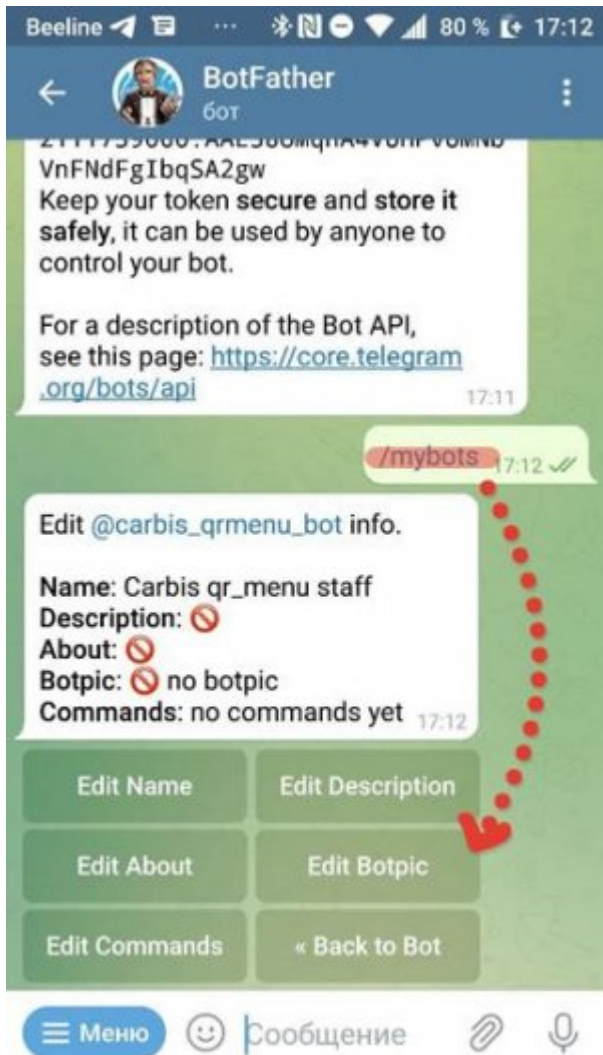 Beeline 80 % 17:12
BotFather
бот
VnFNdFgIbqSA2gw
Keep your token secure and store it
safely, it can be used by anyone to
control your bot.
For a description of the Bot API,
see this page: https://core.telegram
.org/bots/api
17:11
/mybots 17:12
Edit @carbis_qrmenu_bot info.
Name: Carbis qr_menu staff
Description:
About:
Botpic: no botpic
Commands: no commands yet 17:12
Edit Name Edit Description
Edit About Edit Botpic
Edit Commands « Back to Bot
Меню Сообщение